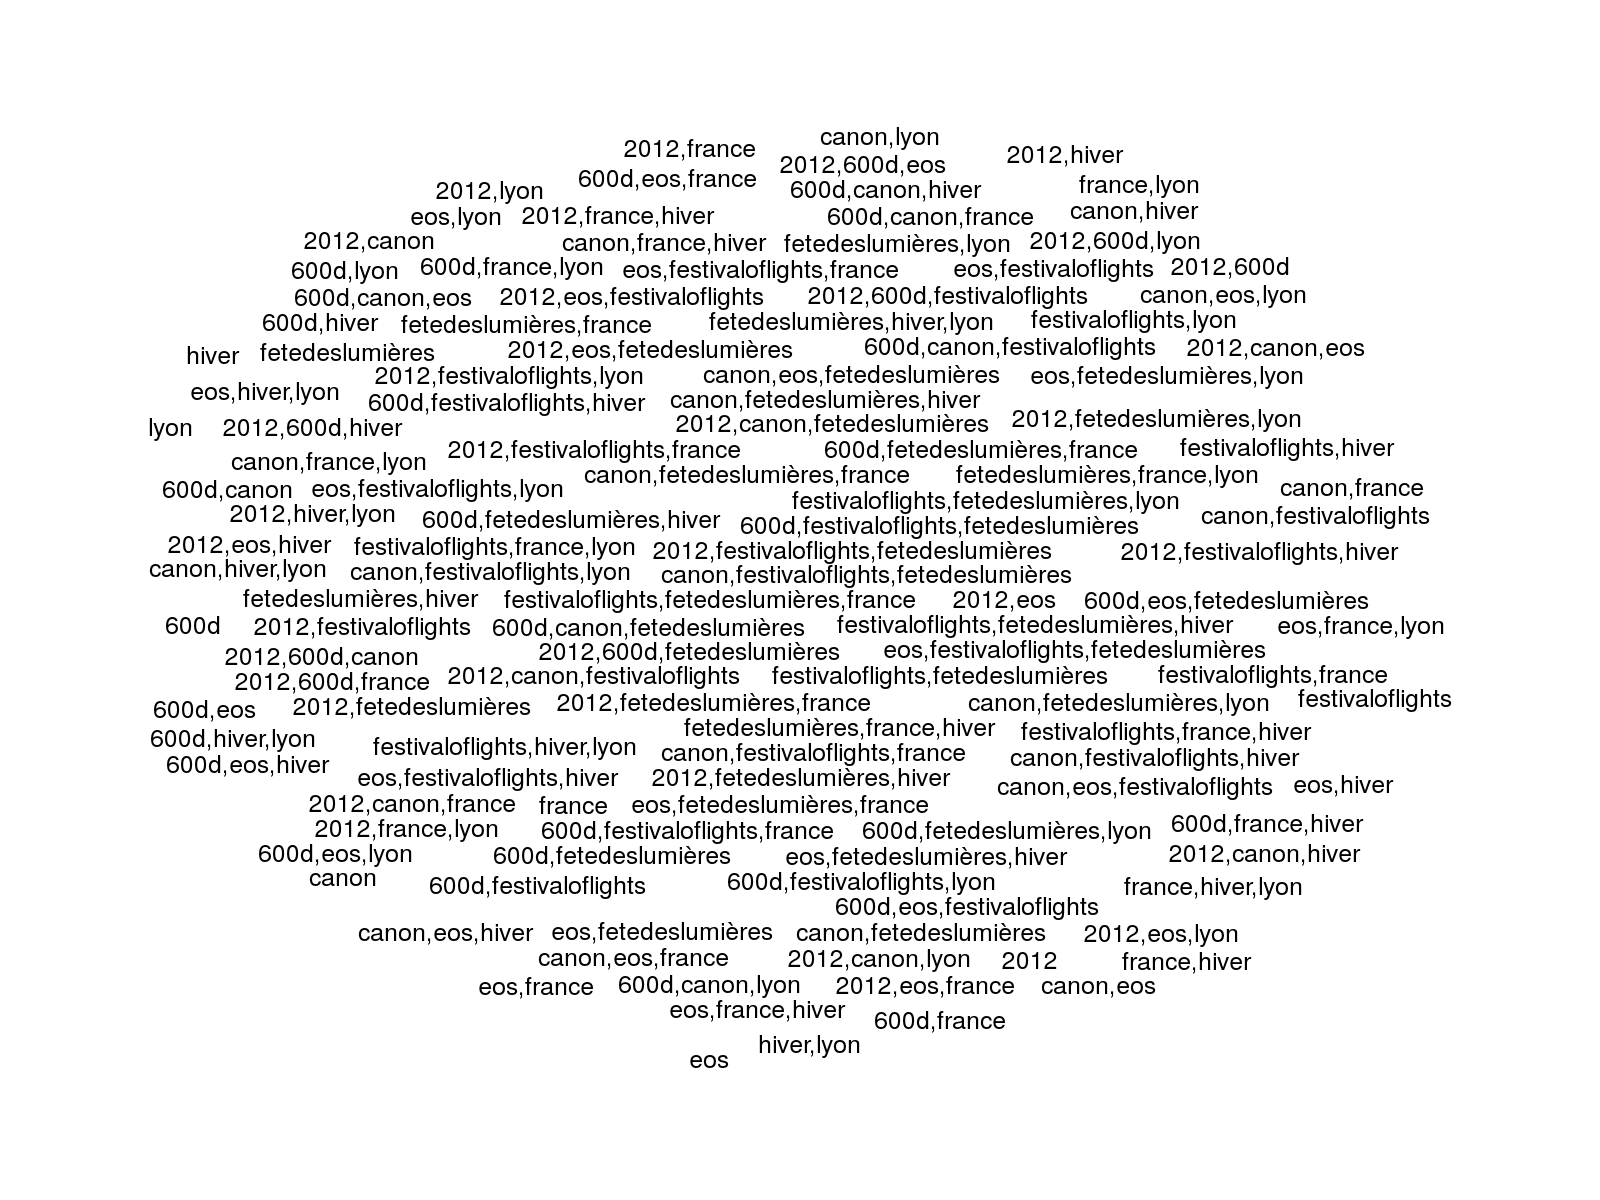 canon,lyon
2012,france
2012,hiver
2012,600d,eos
600d,eos,france
france,lyon
2012,lyon
600d,canon,hiver
canon,hiver
eos,lyon
2012,france,hiver
600d,canon,france
2012,canon
canon,france,hiver
fetedeslumières,lyon
2012,600d,lyon
600d,lyon
600d,france,lyon
eos,festivaloflights,france
eos,festivaloflights
2012,600d
600d,canon,eos
2012,eos,festivaloflights
2012,600d,festivaloflights
canon,eos,lyon
600d,hiver
fetedeslumières,france
fetedeslumières,hiver,lyon
festivaloflights,lyon
hiver
fetedeslumières
2012,eos,fetedeslumières
600d,canon,festivaloflights
2012,canon,eos
eos,hiver,lyon
2012,festivaloflights,lyon
canon,eos,fetedeslumières
eos,fetedeslumières,lyon
600d,festivaloflights,hiver
canon,fetedeslumières,hiver
lyon
2012,600d,hiver
2012,canon,fetedeslumières
2012,fetedeslumières,lyon
canon,france,lyon
2012,festivaloflights,france
600d,fetedeslumières,france
festivaloflights,hiver
canon,fetedeslumières,france
fetedeslumières,france,lyon
600d,canon
eos,festivaloflights,lyon
canon,france
festivaloflights,fetedeslumières,lyon
2012,hiver,lyon
600d,fetedeslumières,hiver
600d,festivaloflights,fetedeslumières
canon,festivaloflights
2012,eos,hiver
festivaloflights,france,lyon
2012,festivaloflights,fetedeslumières
2012,festivaloflights,hiver
canon,hiver,lyon
canon,festivaloflights,lyon
canon,festivaloflights,fetedeslumières
fetedeslumières,hiver
festivaloflights,fetedeslumières,france
2012,eos
600d,eos,fetedeslumières
600d
2012,festivaloflights
600d,canon,fetedeslumières
festivaloflights,fetedeslumières,hiver
eos,france,lyon
2012,600d,canon
2012,600d,fetedeslumières
eos,festivaloflights,fetedeslumières
2012,600d,france
2012,canon,festivaloflights
festivaloflights,fetedeslumières
festivaloflights,france
600d,eos
2012,fetedeslumières
2012,fetedeslumières,france
canon,fetedeslumières,lyon
festivaloflights
600d,hiver,lyon
fetedeslumières,france,hiver
festivaloflights,france,hiver
festivaloflights,hiver,lyon
canon,festivaloflights,france
canon,festivaloflights,hiver
600d,eos,hiver
eos,festivaloflights,hiver
2012,fetedeslumières,hiver
canon,eos,festivaloflights
eos,hiver
2012,canon,france
france
eos,fetedeslumières,france
2012,france,lyon
600d,festivaloflights,france
600d,fetedeslumières,lyon
600d,france,hiver
600d,eos,lyon
600d,fetedeslumières
eos,fetedeslumières,hiver
2012,canon,hiver
canon
600d,festivaloflights
600d,festivaloflights,lyon
france,hiver,lyon
600d,eos,festivaloflights
canon,eos,hiver
eos,fetedeslumières
canon,fetedeslumières
2012,eos,lyon
canon,eos,france
2012,canon,lyon
2012
france,hiver
eos,france
600d,canon,lyon
2012,eos,france
canon,eos
eos,france,hiver
600d,france
hiver,lyon
eos